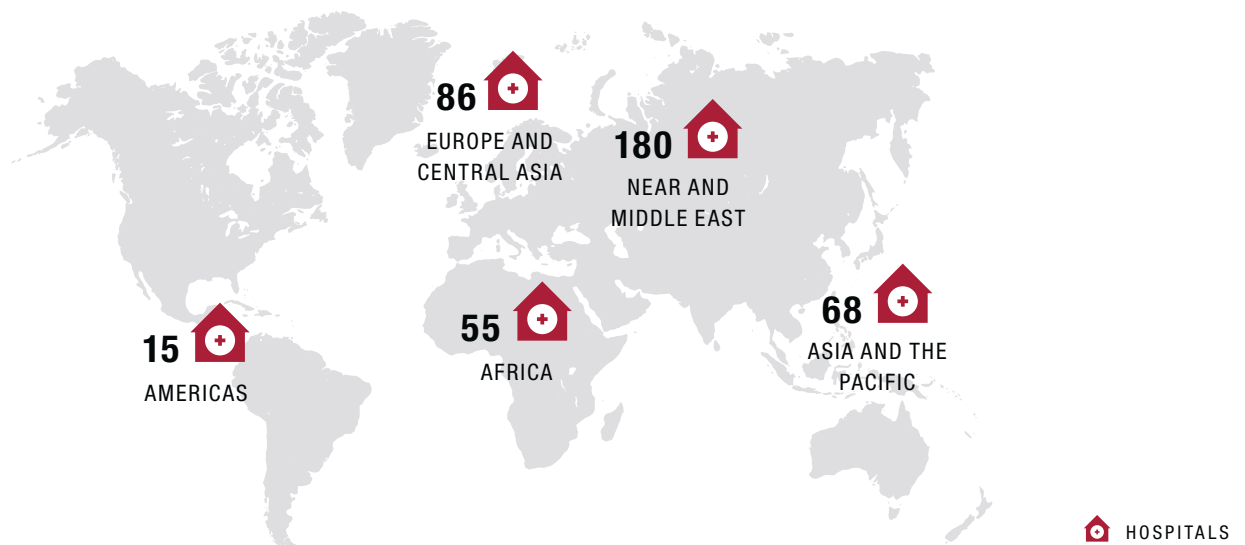 86
EUROPE AND
CENTRAL ASIA
180
NEAR AND
MIDDLE EAST
15
AMERICAS
55
AFRICA
68
ASIA AND THE
PACIFIC
HOSPITALS